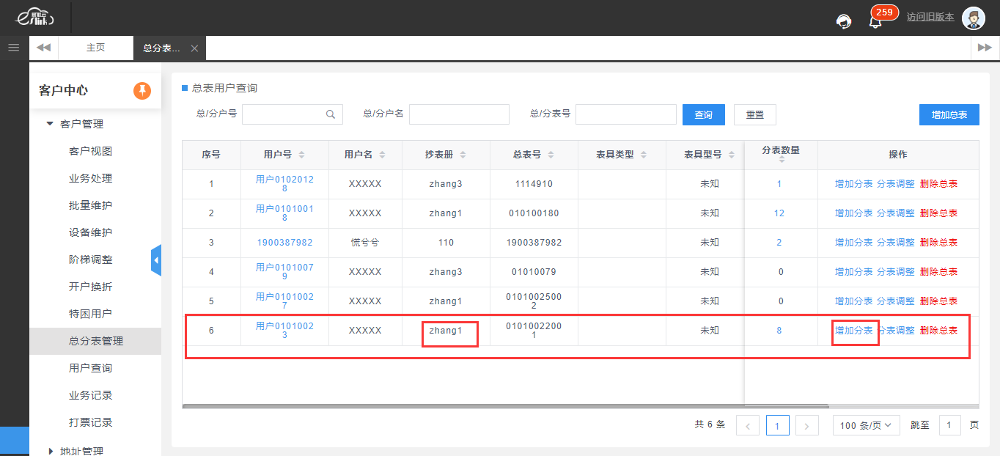 易联云
eslink
259
访问旧版本
主页
总分表...
客户中心
客户管理
客户视图
业务处理
批量维护
设备维护
阶梯调整
开户换折
特困用户
总分表管理
用户查询
业务记录
打票记录
地址管理
总表用户查询
总/分户号 总/分户名 总/分表号 查询 重置 增加总表
序号 用户号 用户名 抄表册 总表号 表具类型 表具型号 分表数量 操作
1 用户01020128 XXXXX zhang3 1114910 未知 1 增加分表 分表调整 删除总表
2 用户01010018 XXXXX zhang1 010100180 未知 12 增加分表 分表调整 删除总表
3 1900387982 慌兮兮 110 1900387982 未知 2 增加分表 分表调整 删除总表
4 用户01010079 XXXXX zhang3 01010079 未知 0 增加分表 分表调整 删除总表
5 用户01010027 XXXXX zhang1 01010025002 未知 0 增加分表 分表调整 删除总表
6 用户01010023 XXXXX zhang1 01010022001 未知 8 增加分表 分表调整 删除总表
共 6 条 1 100 条/页 跳至 1 页